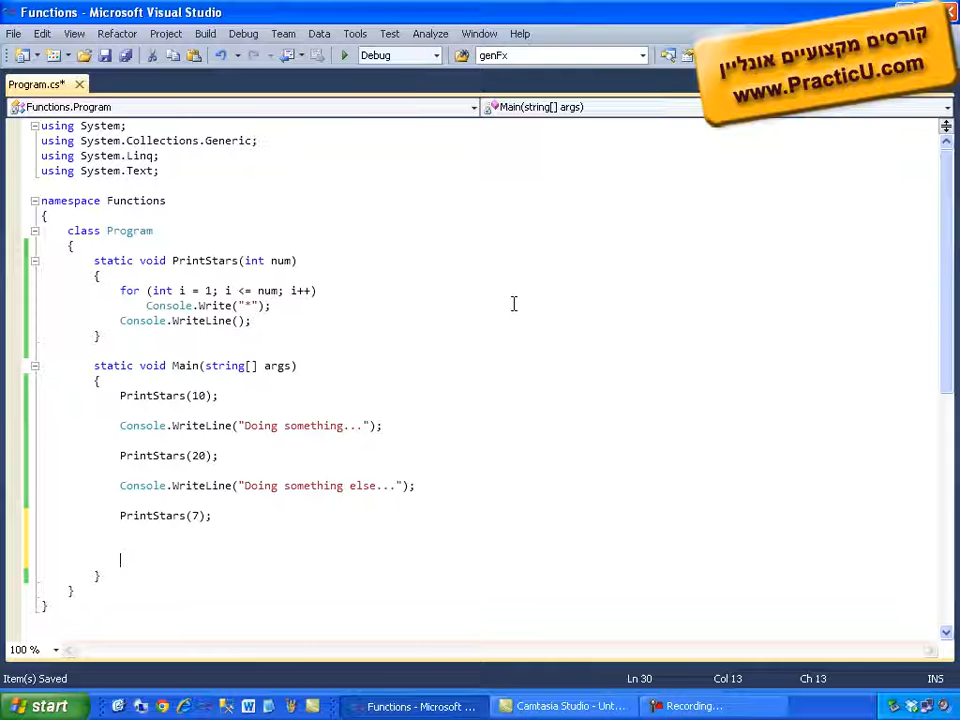 Functions - Microsoft Visual Studio
File Edit View Refactor Project Build Debug Team Data Tools Test Analyze Window Help
Debug genFx
קורסים מקצועיים אונליין
www.PracticU.com
Program.cs*
Functions.Program Main(string[] args)
using System;
using System.Collections.Generic;
using System.Linq;
using System.Text;
namespace Functions
{
class Program
{
static void PrintStars(int num)
{
for (int i = 1; i <= num; i++)
Console.Write("*");
Console.WriteLine();
}
static void Main(string[] args)
{
PrintStars(10);
Console.WriteLine("Doing something...");
PrintStars(20);
Console.WriteLine("Doing something else...");
PrintStars(7);
}
}
}
100 %
Item(s) Saved Ln 30 Col 13 Ch 13 INS
start Functions - Microsoft ... Camtasia Studio - Unt... Recording...